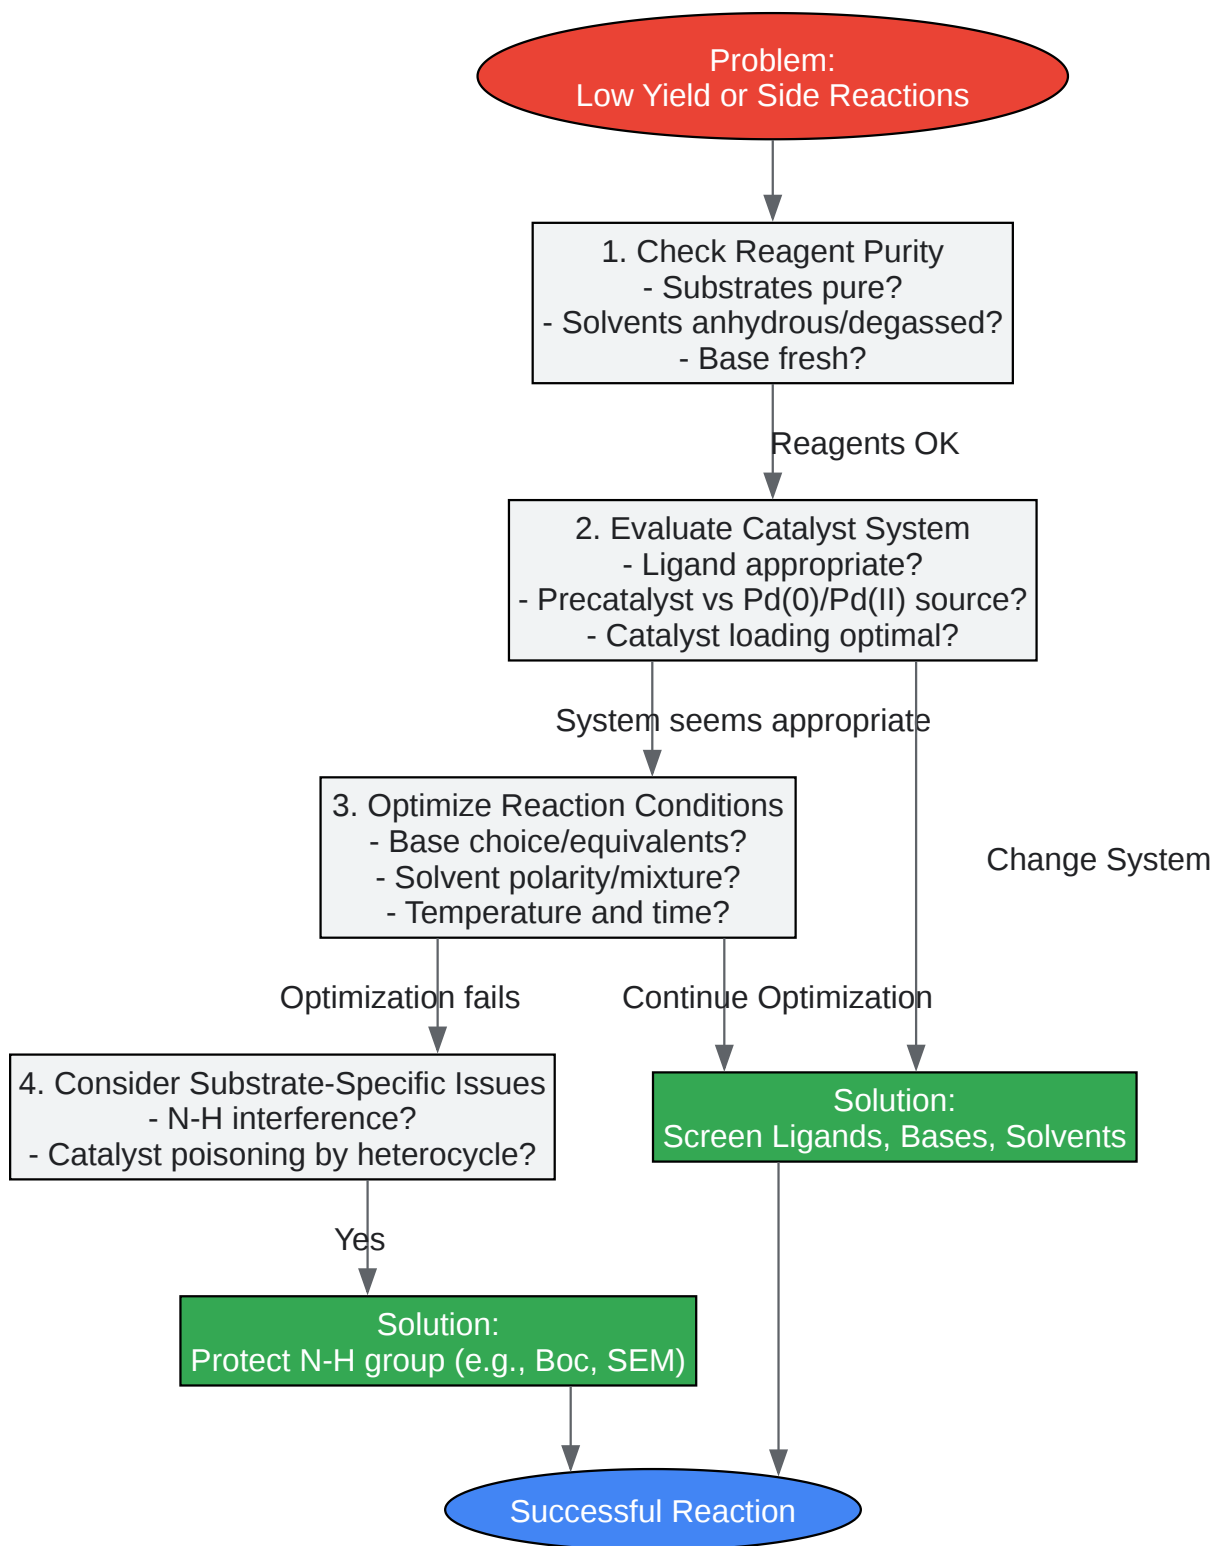 Problem:
Low Yield or Side Reactions
1. Check Reagent Purity
- Substrates pure?
- Solvents anhydrous/degassed?
- Base fresh?
Reagents OK
2. Evaluate Catalyst System
- Ligand appropriate?
- Precatalyst vs Pd(0)/Pd(II) source?
- Catalyst loading optimal?
System seems appropriate
3. Optimize Reaction Conditions
- Base choice/equivalents?
- Solvent polarity/mixture?
- Temperature and time?
Change System
Optimization fails
Continue Optimization
4. Consider Substrate-Specific Issues
- N-H interference?
- Catalyst poisoning by heterocycle?
Solution:
Screen Ligands, Bases, Solvents
Yes
Solution:
Protect N-H group (e.g., Boc, SEM)
Successful Reaction